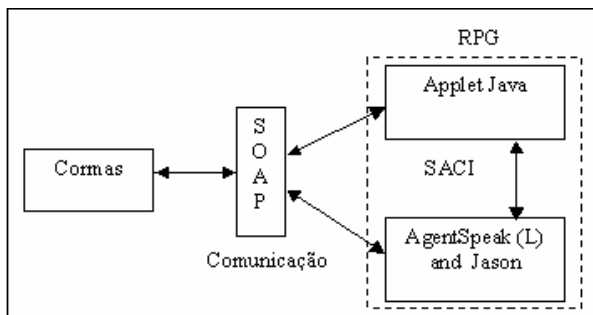 RPG
Applet Java
S
O
A
P
Cormas
SACI
AgentSpeak (L)
and Jason
Comunicação